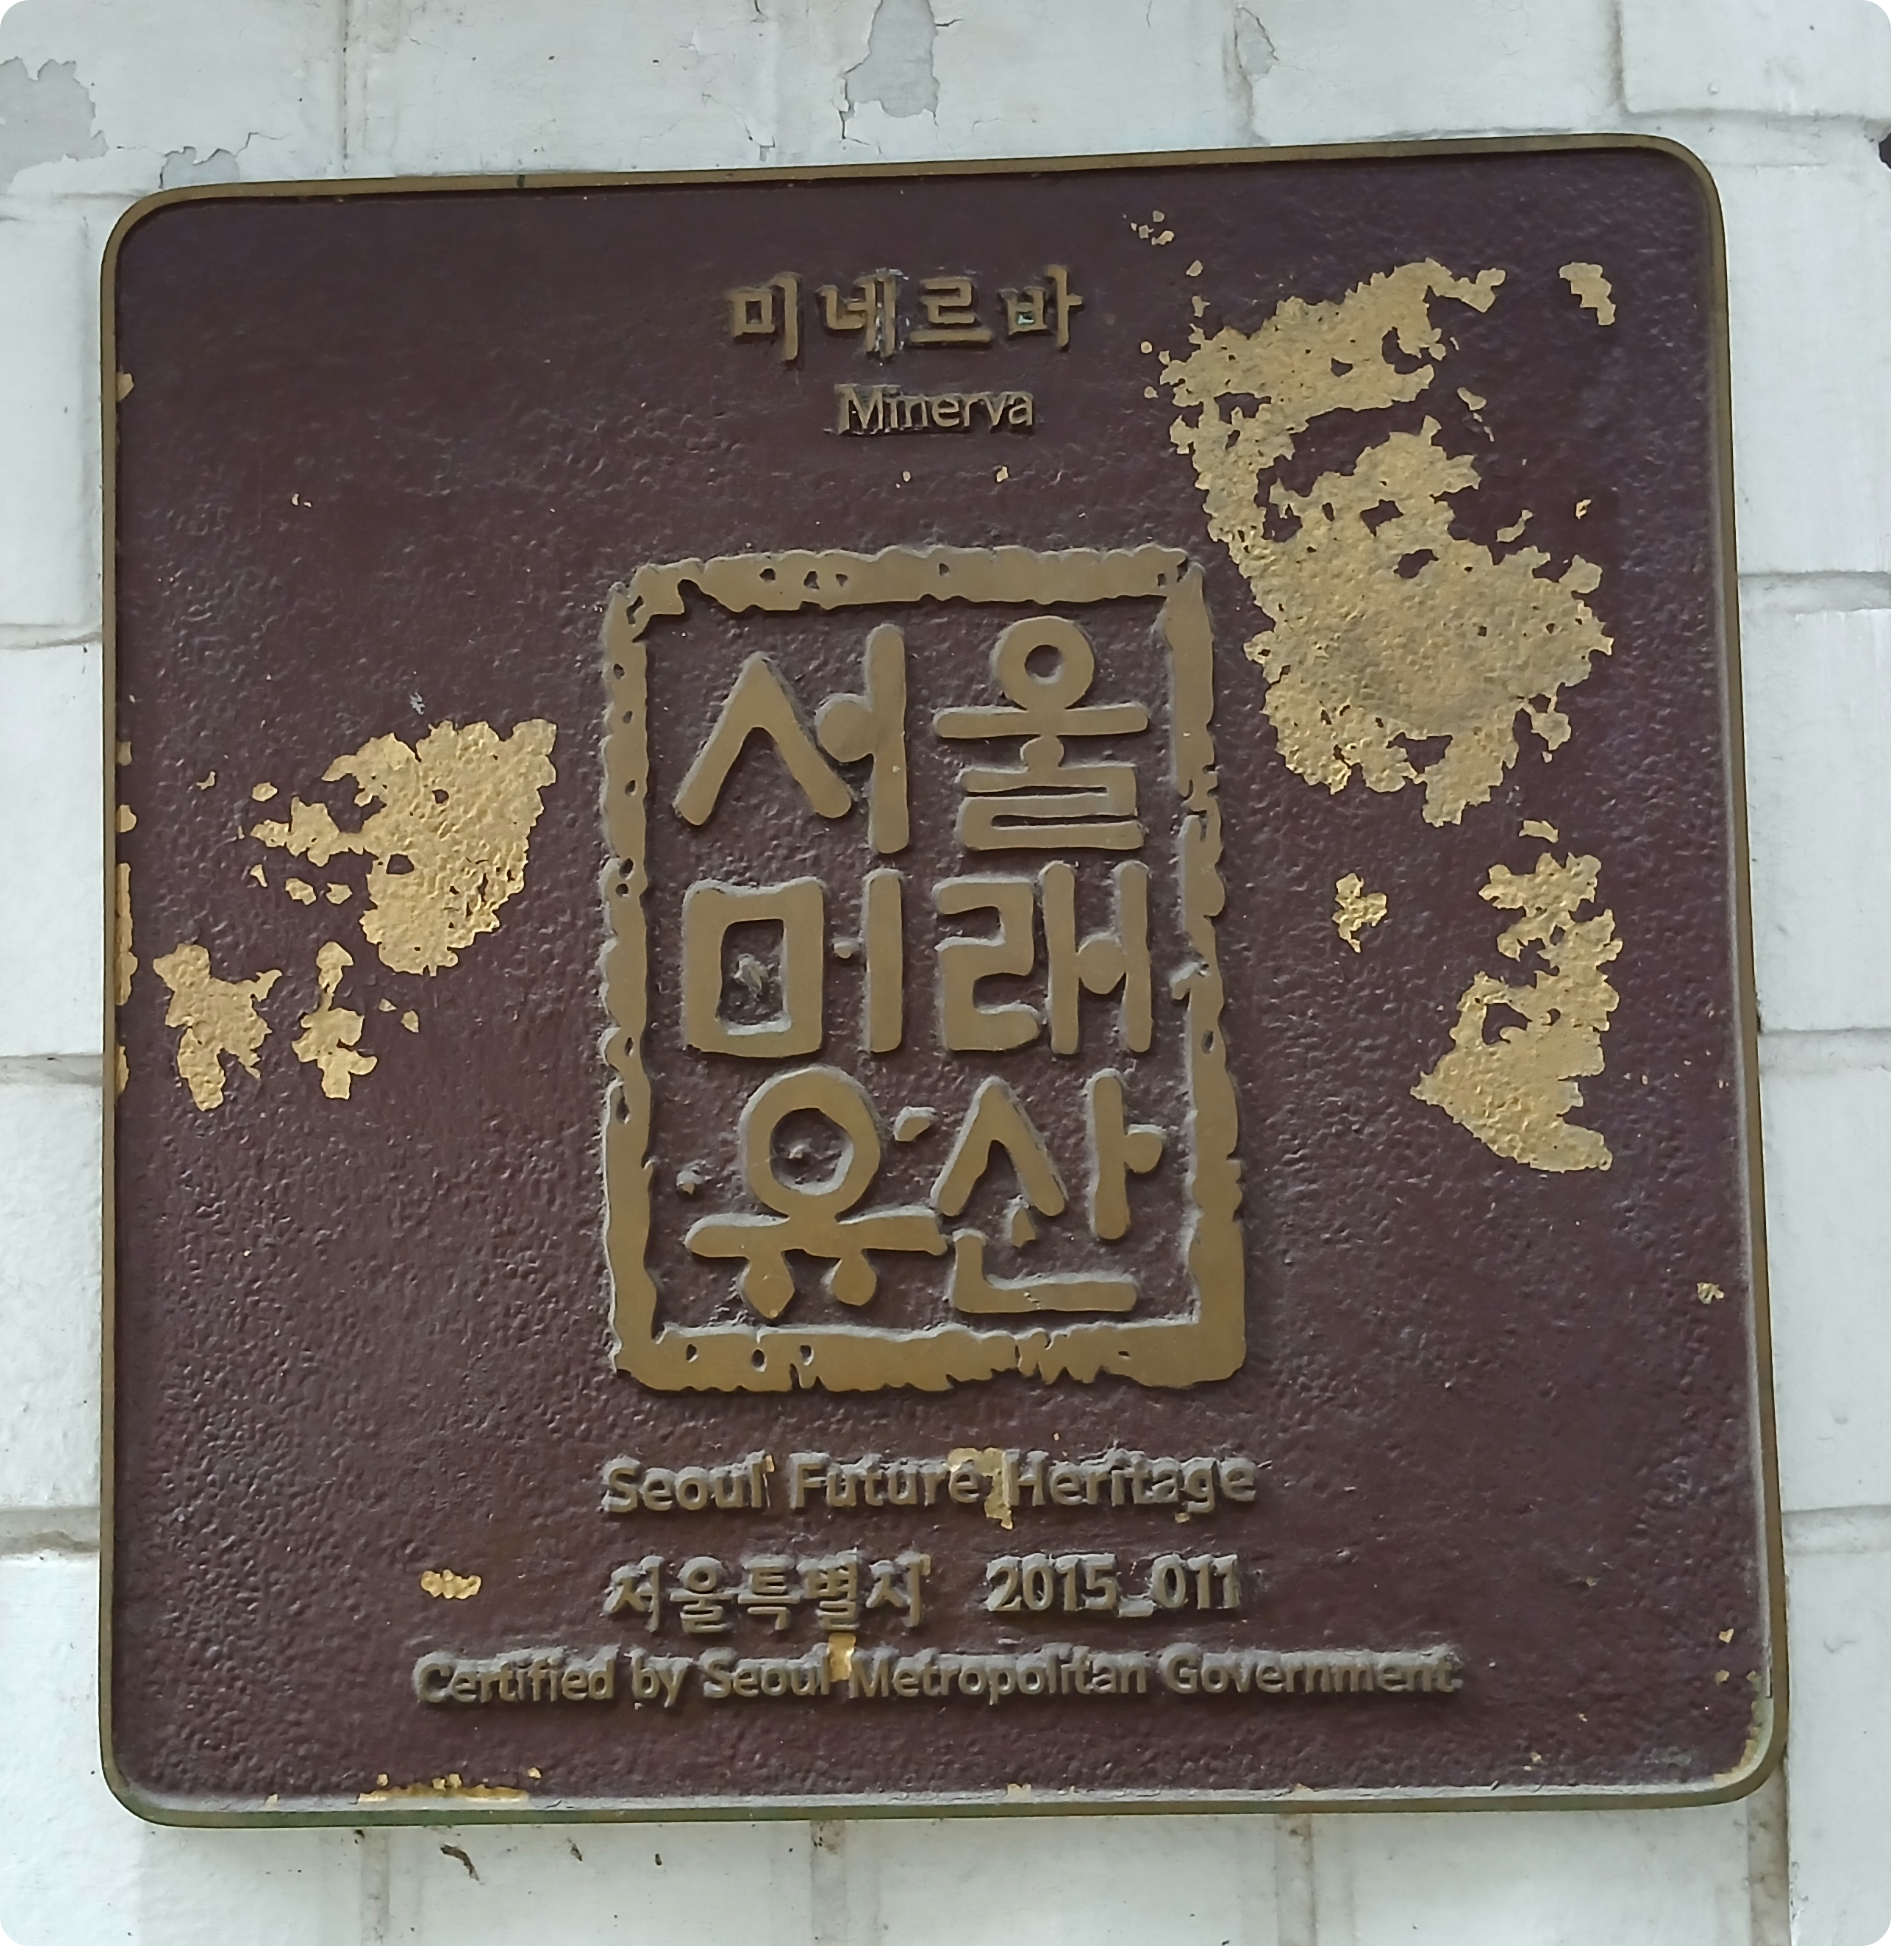 미네르바
Minerva
서울
미래
유산
Seoul Future Heritage
서울특별시 2015_011
Certified by Seoul Metropolitan Government